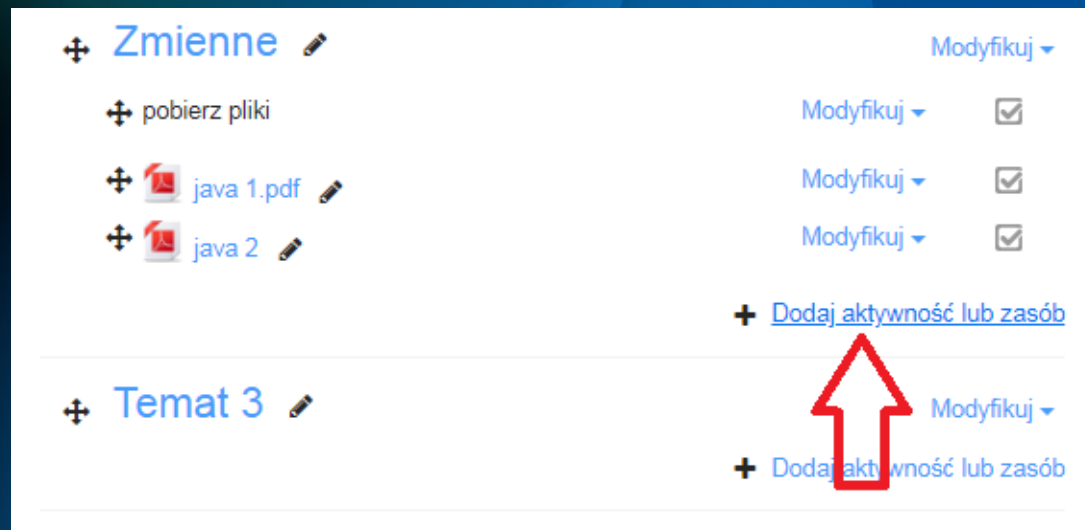 Zmienne Modyfikuj
pobierz pliki Modyfikuj
java 1.pdf Modyfikuj
java 2 Modyfikuj
Dodaj aktywność lub zasób
Temat 3 Modyfikuj
Dodaj aktywność lub zasób